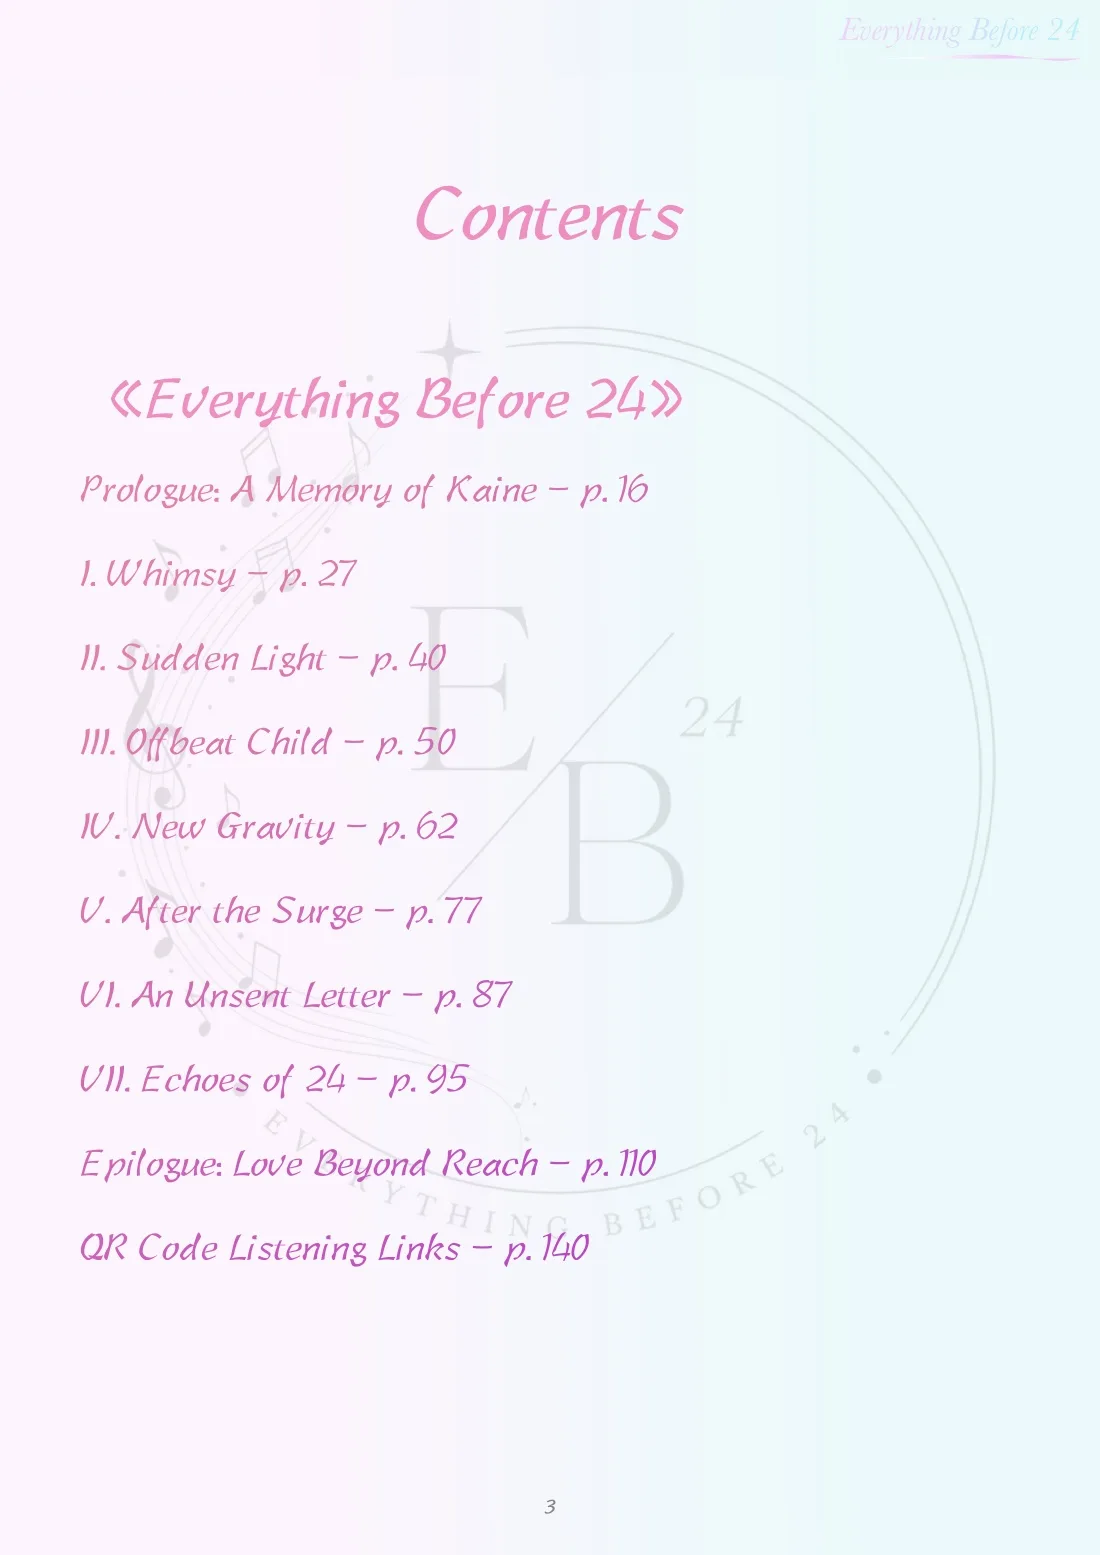 Everything Before 24
Contents
《Everything Before 24》
Prologue: A Memory of Kaine – p. 16
I. Whimsy – p. 27
II. Sudden Light – p. 40
III. Offbeat Child – p. 50
IV. New Gravity – p. 62
V. After the Surge – p. 77
VI. An Unsent Letter – p. 87
VII. Echoes of 24 – p. 95
Epilogue: Love Beyond Reach – p. 110
QR Code Listening Links – p. 140
E
24
B
EVERYTHING BEFORE 24
3